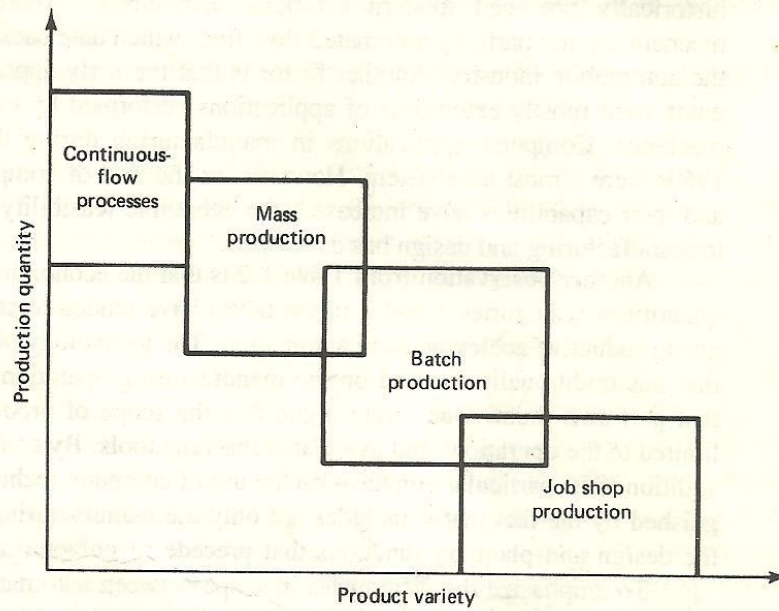 Production quantity
Continuous-
flow
processes
Mass
production
Batch
production
Job shop
production
Product variety